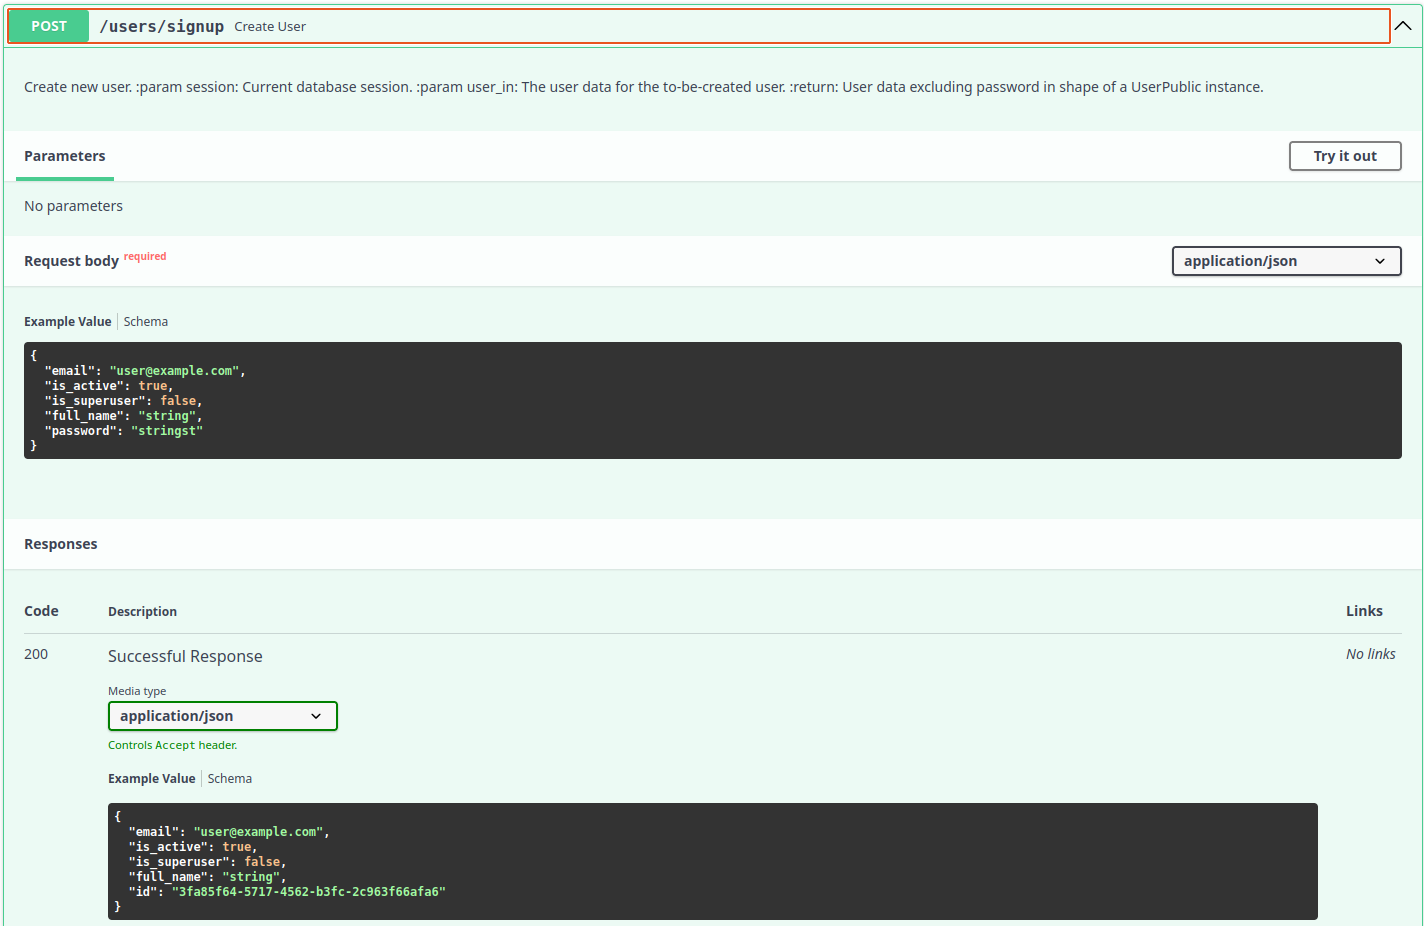 POST /users/signup Create User
Create new user. :param session: Current database session. :param user_in: The user data for the to-be-created user. :return: User data excluding password in shape of a UserPublic instance.
Parameters Try it out
No parameters
Request body required application/json
Example Value Schema
{
  "email": "user@example.com",
  "is_active": true,
  "is_superuser": false,
  "full_name": "string",
  "password": "stringst"
}
Responses
Code Description Links
200 Successful Response No links
Media type
application/json
Controls Accept header.
Example Value Schema
{
  "email": "user@example.com",
  "is_active": true,
  "is_superuser": false,
  "full_name": "string",
  "id": "3fa85f64-5717-4562-b3fc-2c963f66afa6"
}